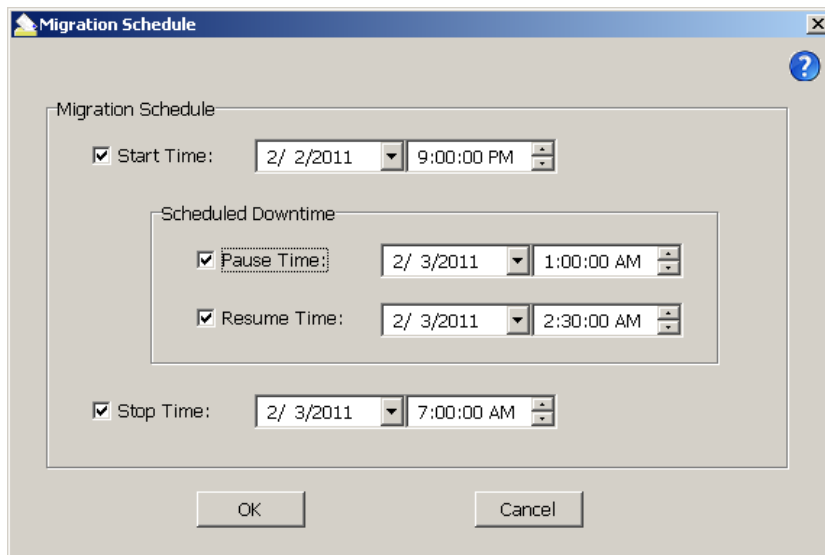 Migration Schedule
?
Migration Schedule
Start Time: 2/ 2/2011 9:00:00 PM
Scheduled Downtime
Pause Time: 2/ 3/2011 1:00:00 AM
Resume Time: 2/ 3/2011 2:30:00 AM
Stop Time: 2/ 3/2011 7:00:00 AM
OK Cancel